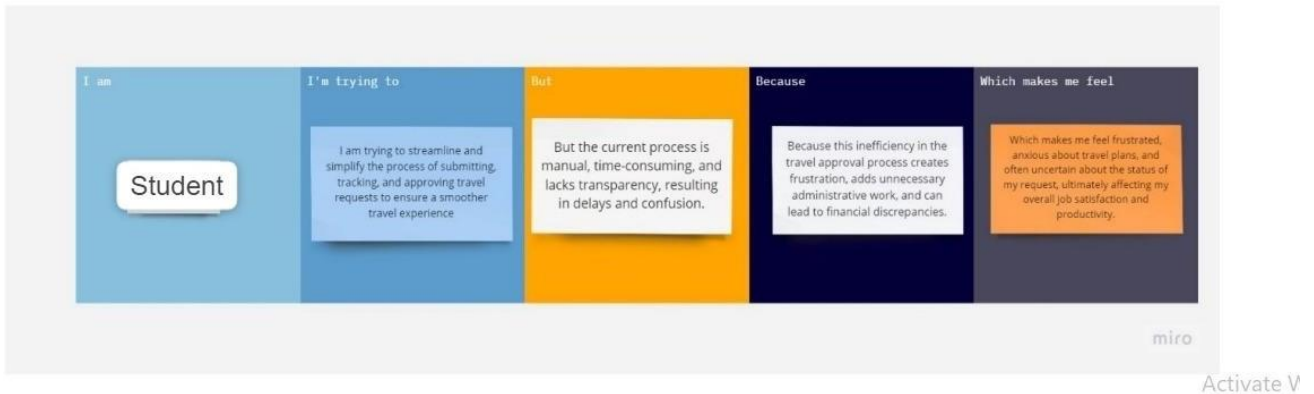 I am
Student
I'm trying to
I am trying to streamline and
simplify the process of submitting,
tracking, and approving travel
requests to ensure a smoother
travel experience
But
But the current process is
manual, time-consuming, and
lacks transparency, resulting
in delays and confusion.
Because
Because this inefficiency in the
travel approval process creates
frustration, adds unnecessary
administrative work, and can
lead to financial discrepancies.
Which makes me feel
Which makes me feel frustrated,
anxious about travel plans, and
often uncertain about the status of
my request, ultimately affecting my
overall job satisfaction and
productivity.
miro
Activate W